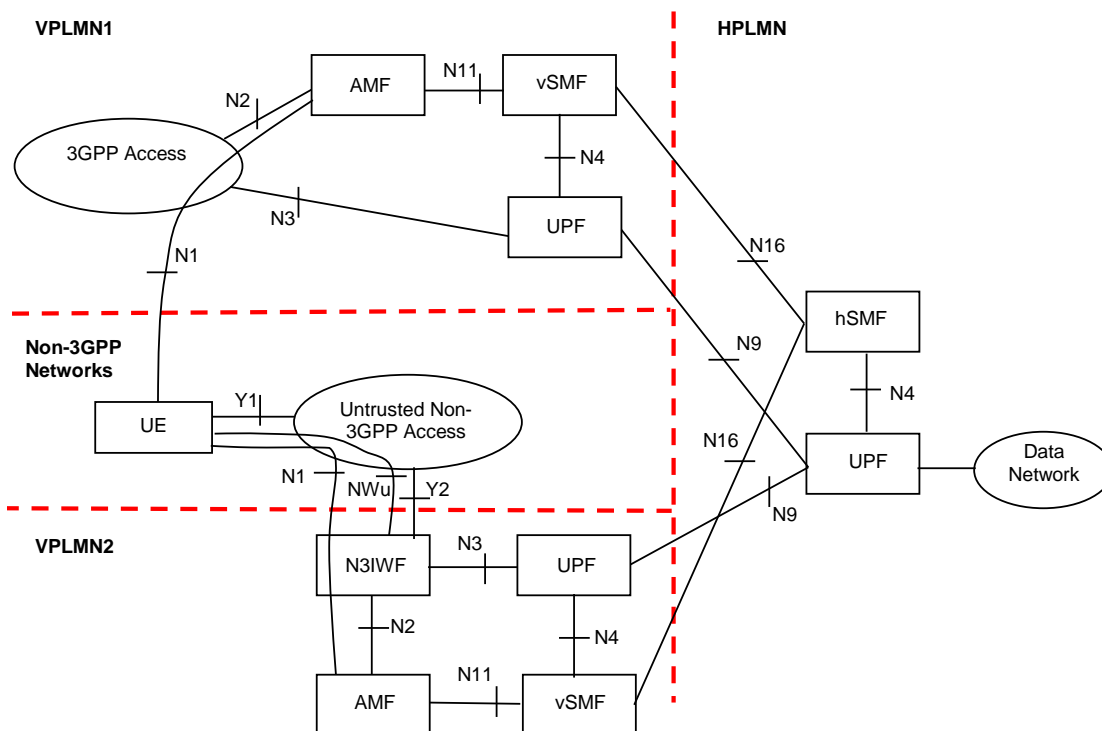 VPLMN1
HPLMN
N11
AMF
vSMF
N2
3GPP Access
N4
N3
UPF
N1
N16
hSMF
Non-3GPP
Networks
N9
N4
Y1
UE
Untrusted Non-
3GPP Access
N16
UPF
Data
Network
N1
NWu
Y2
N9
VPLMN2
N3
N3IWF
UPF
N2
N4
N11
AMF
vSMF